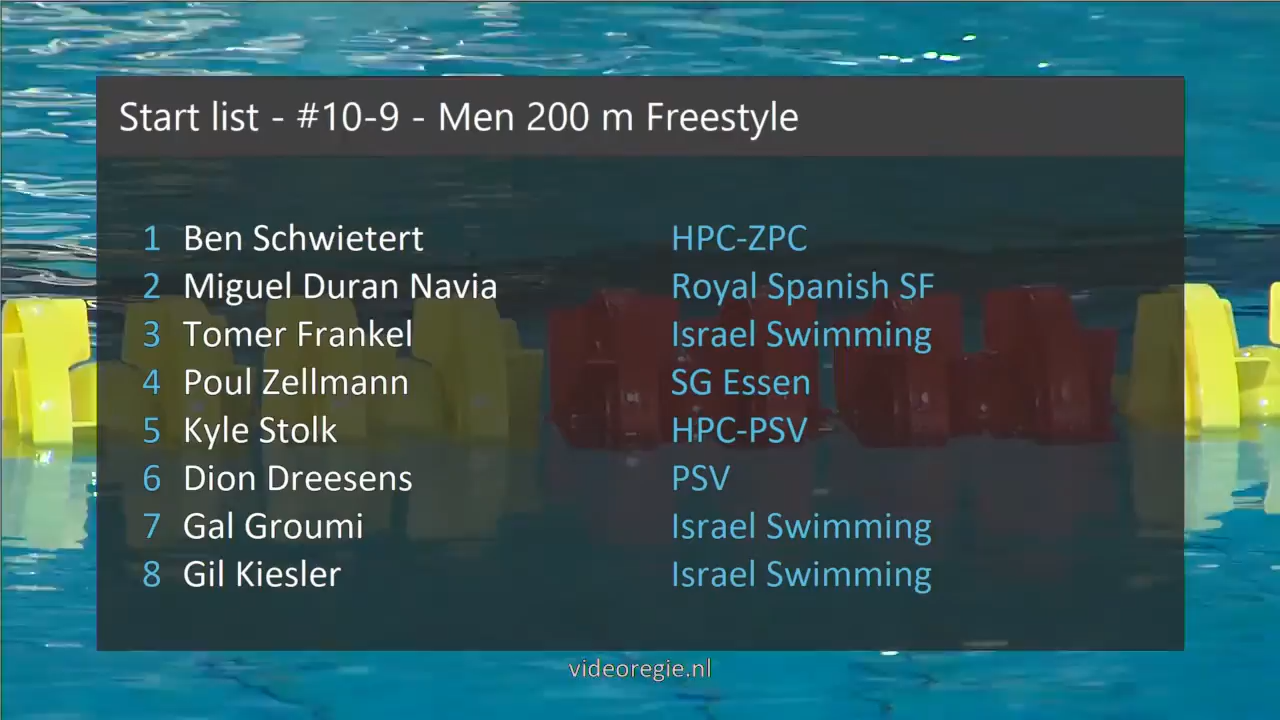 Start list - #10-9 - Men 200 m Freestyle
1 Ben Schwietert HPC-ZPC
2 Miguel Duran Navia Royal Spanish SF
3 Tomer Frankel Israel Swimming
4 Poul Zellmann SG Essen
5 Kyle Stolk HPC-PSV
6 Dion Dreesens PSV
7 Gal Groumi Israel Swimming
8 Gil Kiesler Israel Swimming
videoregie.nl